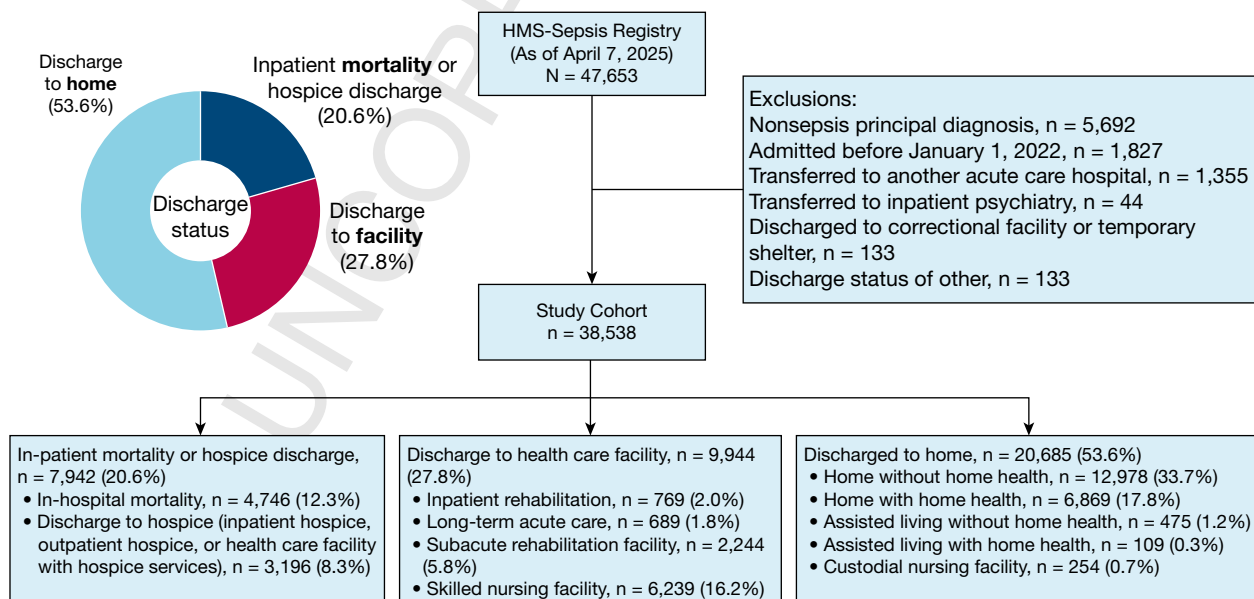 Discharge
to home
(53.6%)
Inpatient mortality or
hospice discharge
(20.6%)
Discharge
to facility
(27.8%)
Discharge
status
HMS-Sepsis Registry
(As of April 7, 2025)
N = 47,653
Exclusions:
Nonsepsis principal diagnosis, n = 5,692
Admitted before January 1, 2022, n = 1,827
Transferred to another acute care hospital, n = 1,355
Transferred to inpatient psychiatry, n = 44
Discharged to correctional facility or temporary
shelter, n = 133
Discharge status of other, n = 133
Study Cohort
n = 38,538
In-patient mortality or hospice discharge,
n = 7,942 (20.6%)
• In-hospital mortality, n = 4,746 (12.3%)
• Discharge to hospice (inpatient hospice,
outpatient hospice, or health care facility
with hospice services), n = 3,196 (8.3%)
Discharge to health care facility, n = 9,944
(27.8%)
• Inpatient rehabilitation, n = 769 (2.0%)
• Long-term acute care, n = 689 (1.8%)
• Subacute rehabilitation facility, n = 2,244
(5.8%)
• Skilled nursing facility, n = 6,239 (16.2%)
Discharged to home, n = 20,685 (53.6%)
• Home without home health, n = 12,978 (33.7%)
• Home with home health, n = 6,869 (17.8%)
• Assisted living without home health, n = 475 (1.2%)
• Assisted living with home health, n = 109 (0.3%)
• Custodial nursing facility, n = 254 (0.7%)